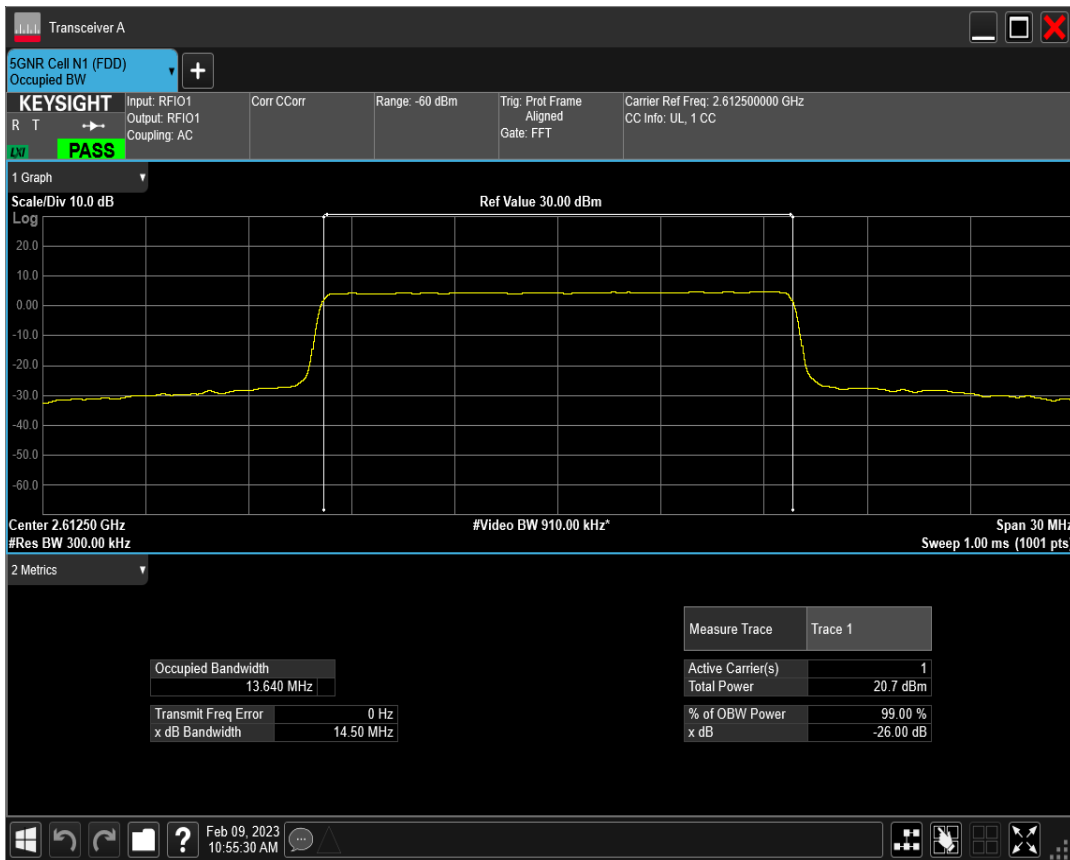 Transceiver A
5GNR Cell N1 (FDD)
Occupied BW
+
KEYSIGHT
R T
LXI
PASS
Input: RFIO1
Output: RFIO1
Coupling: AC
Corr CCorr
Range: -60 dBm
Trig: Prot Frame
Aligned
Gate: FFT
Carrier Ref Freq: 2.612500000 GHz
CC Info: UL, 1 CC
1 Graph
Scale/Div 10.0 dB
Ref Value 30.00 dBm
Log
20.0
10.0
0.00
-10.0
-20.0
-30.0
-40.0
-50.0
-60.0
Center 2.61250 GHz
#Video BW 910.00 kHz*
Span 30 MHz
#Res BW 300.00 kHz
Sweep 1.00 ms (1001 pts)
2 Metrics
Measure Trace Trace 1
Occupied Bandwidth
13.640 MHz
Active Carrier(s) 1
Total Power 20.7 dBm
Transmit Freq Error 0 Hz
x dB Bandwidth 14.50 MHz
% of OBW Power 99.00 %
x dB -26.00 dB
?
Feb 09, 2023
10:55:30 AM